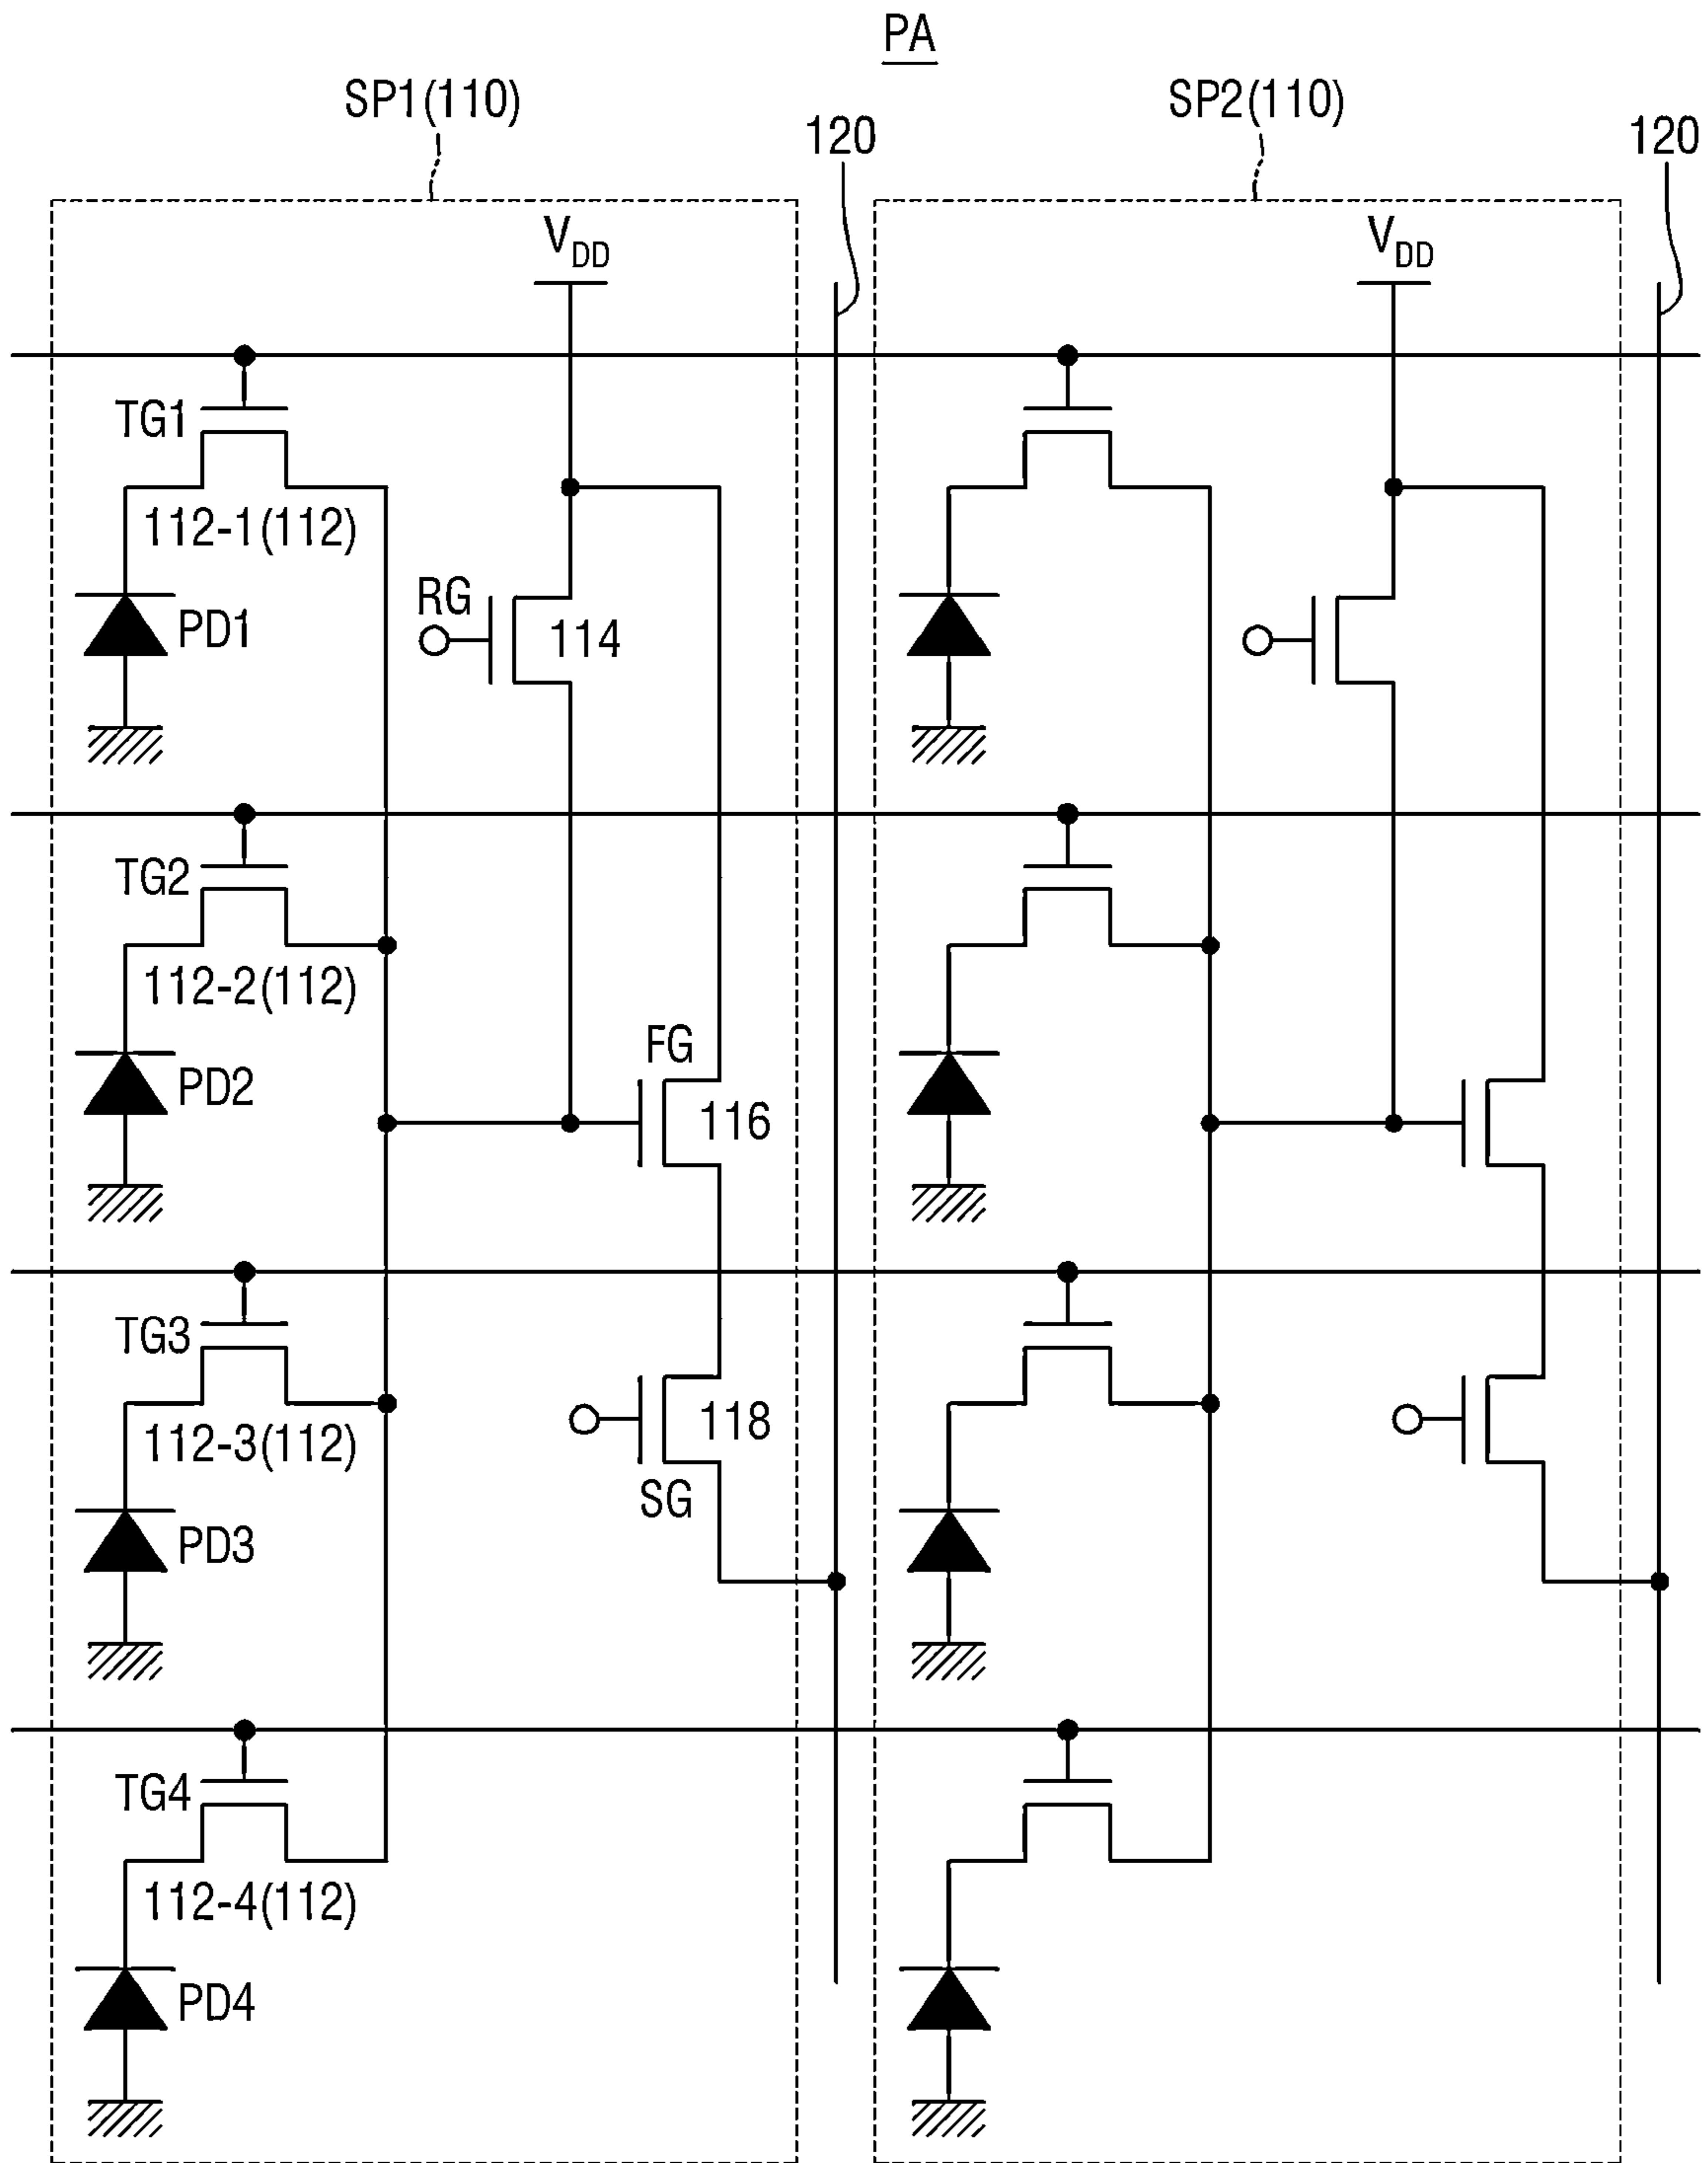 PA
SP1(110)
120
SP2(110)
120
VDD
VDD
TG1
112-1(112)
RG
114
PD1
TG2
112-2(112)
FG
116
PD2
TG3
112-3(112)
118
SG
PD3
TG4
112-4(112)
PD4